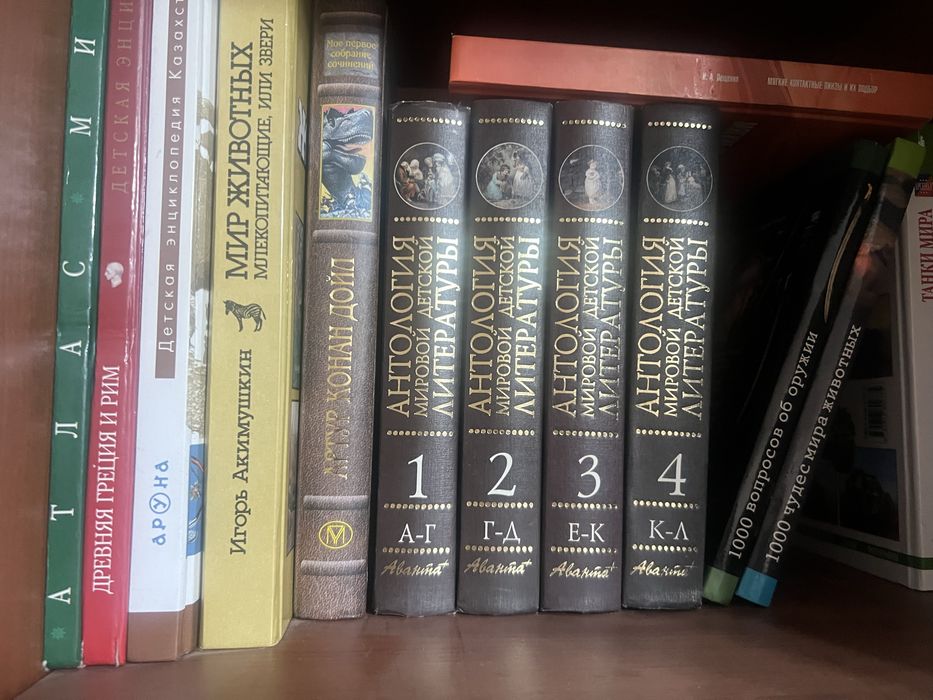 АТЛАС МИ
ДРЕВНЯЯ ГРЕЦИЯ И РИМ
ДЕТСКАЯ ЭНЦИ
аруна
Детская энциклопедия Казахст
Игорь Акимушкин
МИР ЖИВОТНЫХ
МЛЕКОПИТАЮЩИЕ, ИЛИ ЗВЕРИ
Мое первое
собрание
сочинений
АРТУР КОНАН ДОЙЛ
И. А. Лещенко
МЯГКИЕ КОНТАКТНЫЕ ЛИНЗЫ И ИХ ПОДБОР
АНТОЛОГИЯ
МИРОВОЙ ДЕТСКОЙ
ЛИТЕРАТУРЫ
1
А-Г
Аванта+
АНТОЛОГИЯ
МИРОВОЙ ДЕТСКОЙ
ЛИТЕРАТУРЫ
2
Г-Д
Аванта+
АНТОЛОГИЯ
МИРОВОЙ ДЕТСКОЙ
ЛИТЕРАТУРЫ
3
Е-К
Аванта+
АНТОЛОГИЯ
МИРОВОЙ ДЕТСКОЙ
ЛИТЕРАТУРЫ
4
К-Л
Аванта+
1000 вопросов об оружии
1000 чудес мира животных
ТАНКИ МИРА